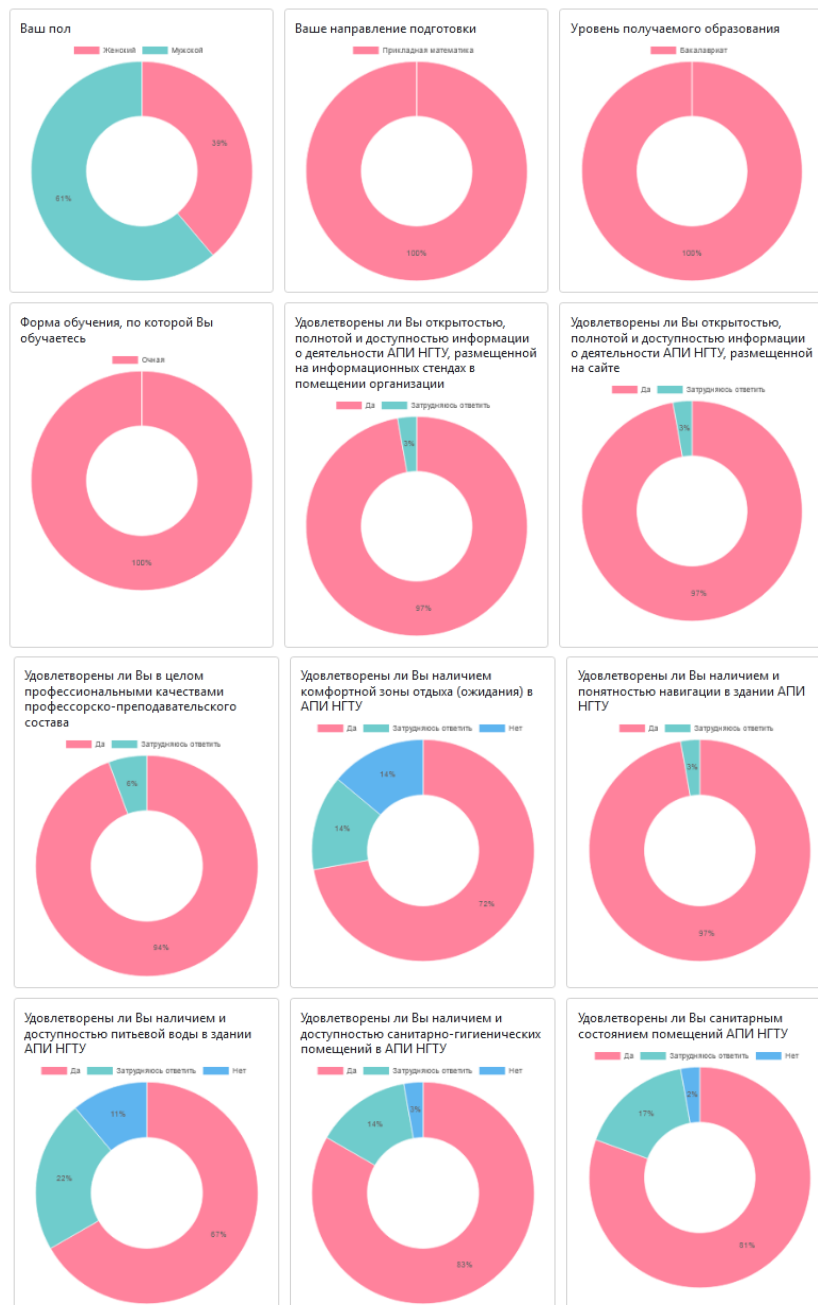 Ваш пол
Женский Мужской
39%
61%
Ваше направление подготовки
Прикладная математика
100%
Уровень получаемого образования
Бакалавриат
100%
Форма обучения, по которой Вы
обучаетесь
Очная
100%
Удовлетворены ли Вы открытостью,
полнотой и доступностью информации
о деятельности АПИ НГТУ, размещенной
на информационных стендах в
помещении организации
Да Затрудняюсь ответить
3%
97%
Удовлетворены ли Вы открытостью,
полнотой и доступностью информации
о деятельности АПИ НГТУ, размещенной
на сайте
Да Затрудняюсь ответить
3%
97%
Удовлетворены ли Вы в целом
профессиональными качествами
профессорско-преподавательского
состава
Да Затрудняюсь ответить
6%
94%
Удовлетворены ли Вы наличием
комфортной зоны отдыха (ожидания) в
АПИ НГТУ
Да Затрудняюсь ответить Нет
14%
14%
72%
Удовлетворены ли Вы наличием и
понятностью навигации в здании АПИ
НГТУ
Да Затрудняюсь ответить
3%
97%
Удовлетворены ли Вы наличием и
доступностью питьевой воды в здании
АПИ НГТУ
Да Затрудняюсь ответить Нет
11%
22%
67%
Удовлетворены ли Вы наличием и
доступностью санитарно-гигиенических
помещений в АПИ НГТУ
Да Затрудняюсь ответить Нет
3%
14%
83%
Удовлетворены ли Вы санитарным
состоянием помещений АПИ НГТУ
Да Затрудняюсь ответить Нет
2%
17%
81%